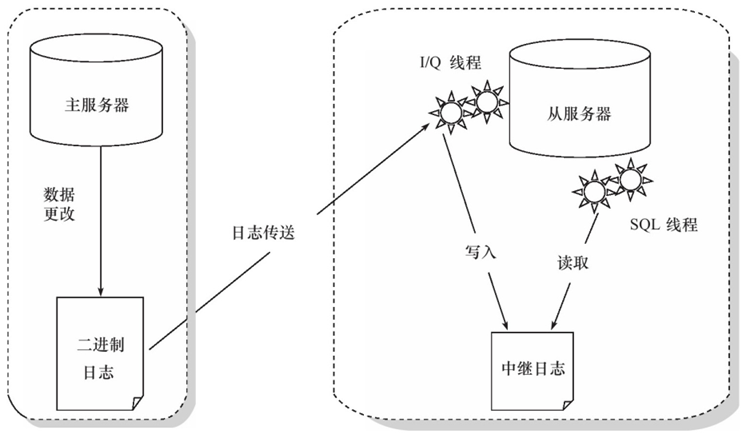 主服务器
数据
更改
二进制
日志
日志传送
I/Q 线程
从服务器
SQL 线程
写入
读取
中继日志